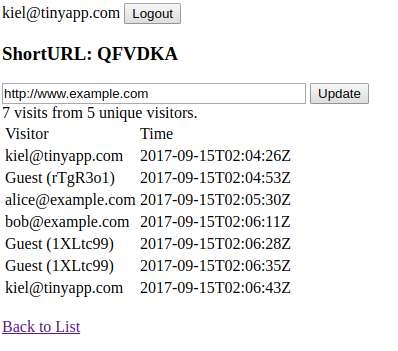 kiel@tinyapp.com Logout
ShortURL: QFVDKA
http://www.example.com Update
7 visits from 5 unique visitors.
Visitor Time
kiel@tinyapp.com 2017-09-15T02:04:26Z
Guest (rTgR3o1) 2017-09-15T02:04:53Z
alice@example.com 2017-09-15T02:05:30Z
bob@example.com 2017-09-15T02:06:11Z
Guest (1XLtc99) 2017-09-15T02:06:28Z
Guest (1XLtc99) 2017-09-15T02:06:35Z
kiel@tinyapp.com 2017-09-15T02:06:43Z
Back to List